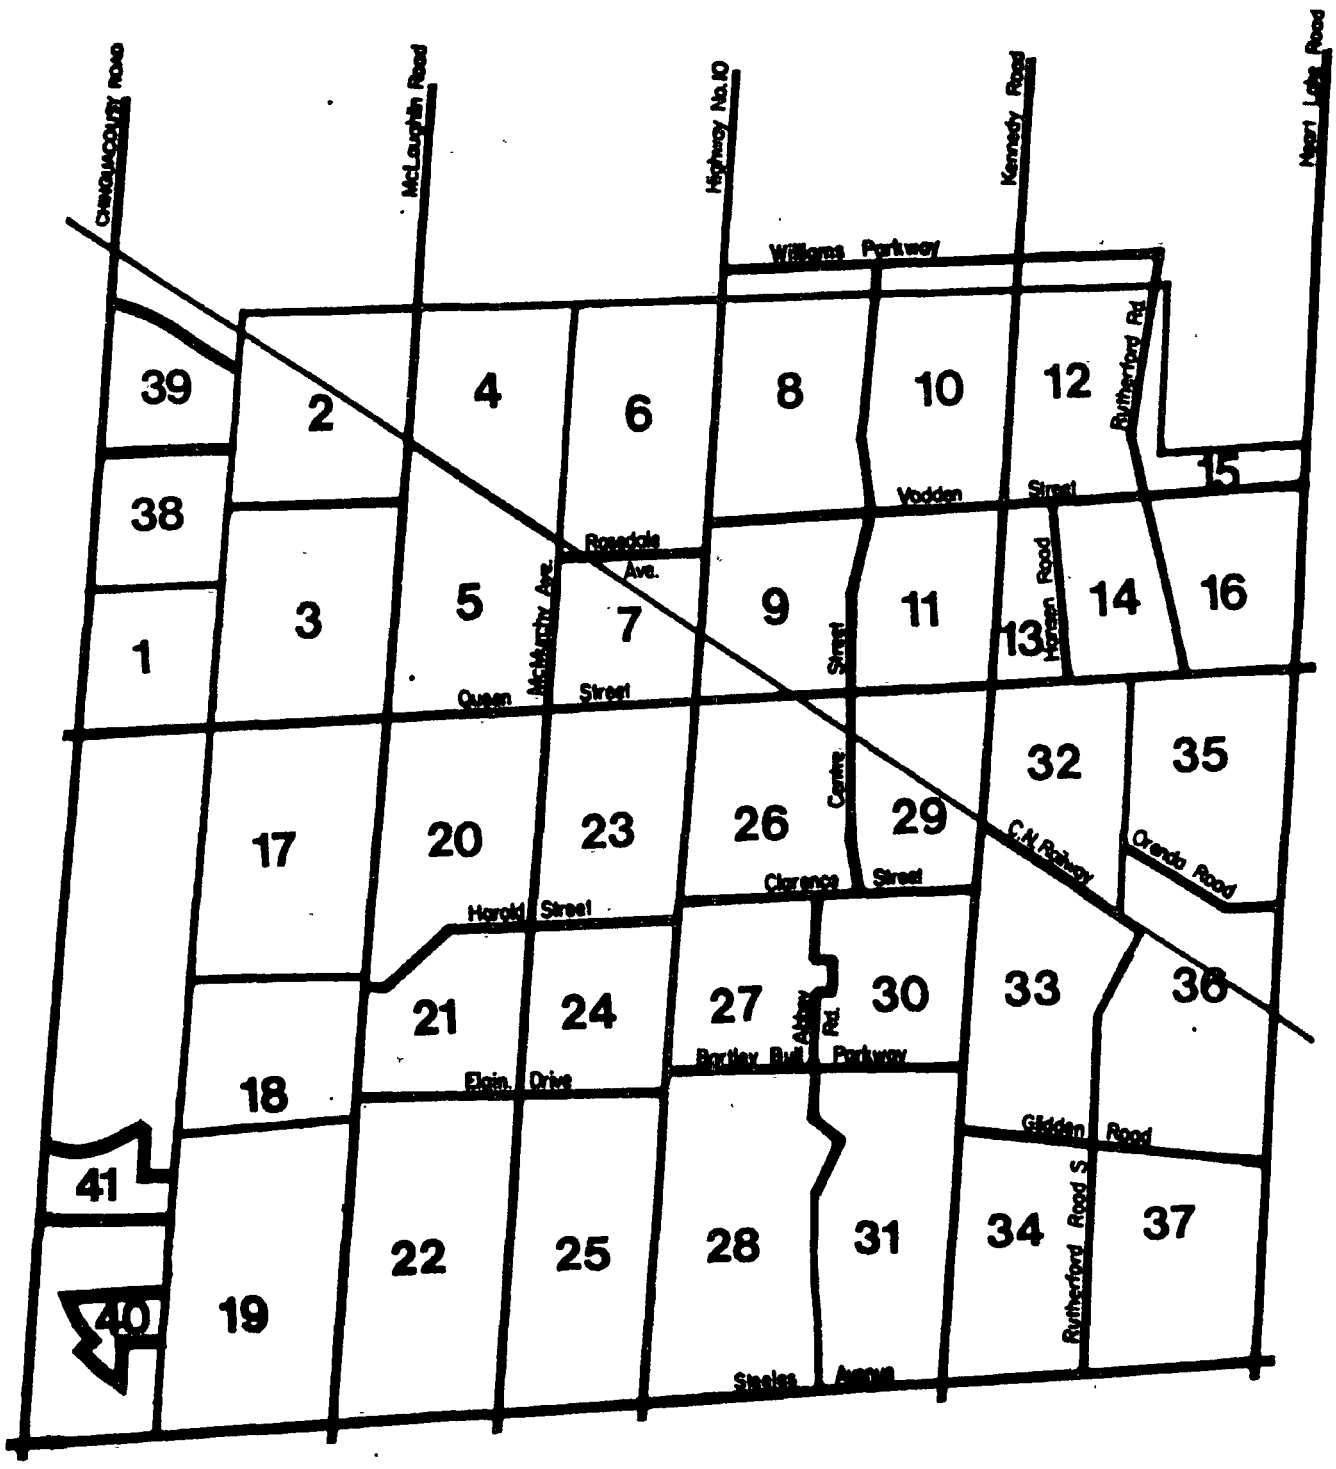 CHINGUACOUSY ROAD
McLaughlin Road
Highway No. 10
Kennedy Road
Heart Lake Road
Williams Parkway
Rutherford Rd.
39
2
4
6
8
10
12
15
38
Vodden Street
Rosedale
Ave.
McMurchy Ave.
Hansen Road
1
3
5
7
9
11
13
14
16
Queen Street
Centre Street
17
20
23
26
29
32
35
C.N. Railway
Orenda Road
Clarence Street
Harold Street
21
24
27
Abbey
Rd.
30
33
36
18
Elgin Drive
Bartley Bull Parkway
Glidden Road
41
40
19
22
25
28
31
34
37
Rutherford Road S
Steeles Avenue